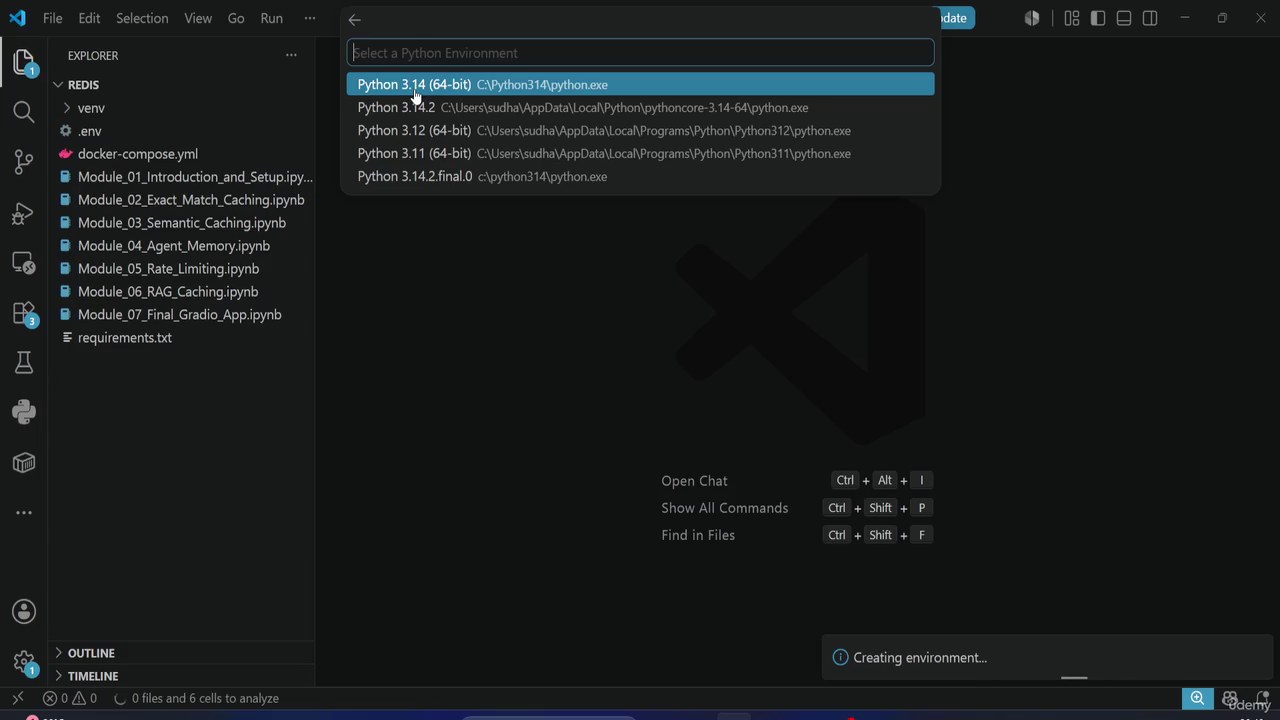 File Edit Selection View Go Run ···
date
EXPLORER
Select a Python Environment
Python 3.14 (64-bit) C:\Python314\python.exe
Python 3.14.2 C:\Users\sudha\AppData\Local\Python\pythoncore-3.14-64\python.exe
Python 3.12 (64-bit) C:\Users\sudha\AppData\Local\Programs\Python\Python312\python.exe
Python 3.11 (64-bit) C:\Users\sudha\AppData\Local\Programs\Python\Python311\python.exe
Python 3.14.2.final.0 c:\python314\python.exe
REDIS
venv
.env
docker-compose.yml
Module_01_Introduction_and_Setup.ipy...
Module_02_Exact_Match_Caching.ipynb
Module_03_Semantic_Caching.ipynb
Module_04_Agent_Memory.ipynb
Module_05_Rate_Limiting.ipynb
Module_06_RAG_Caching.ipynb
Module_07_Final_Gradio_App.ipynb
requirements.txt
1
3
1
Open Chat Ctrl + Alt + I
Show All Commands Ctrl + Shift + P
Find in Files Ctrl + Shift + F
OUTLINE
TIMELINE
Creating environment...
0 0 0 files and 6 cells to analyze
Udemy